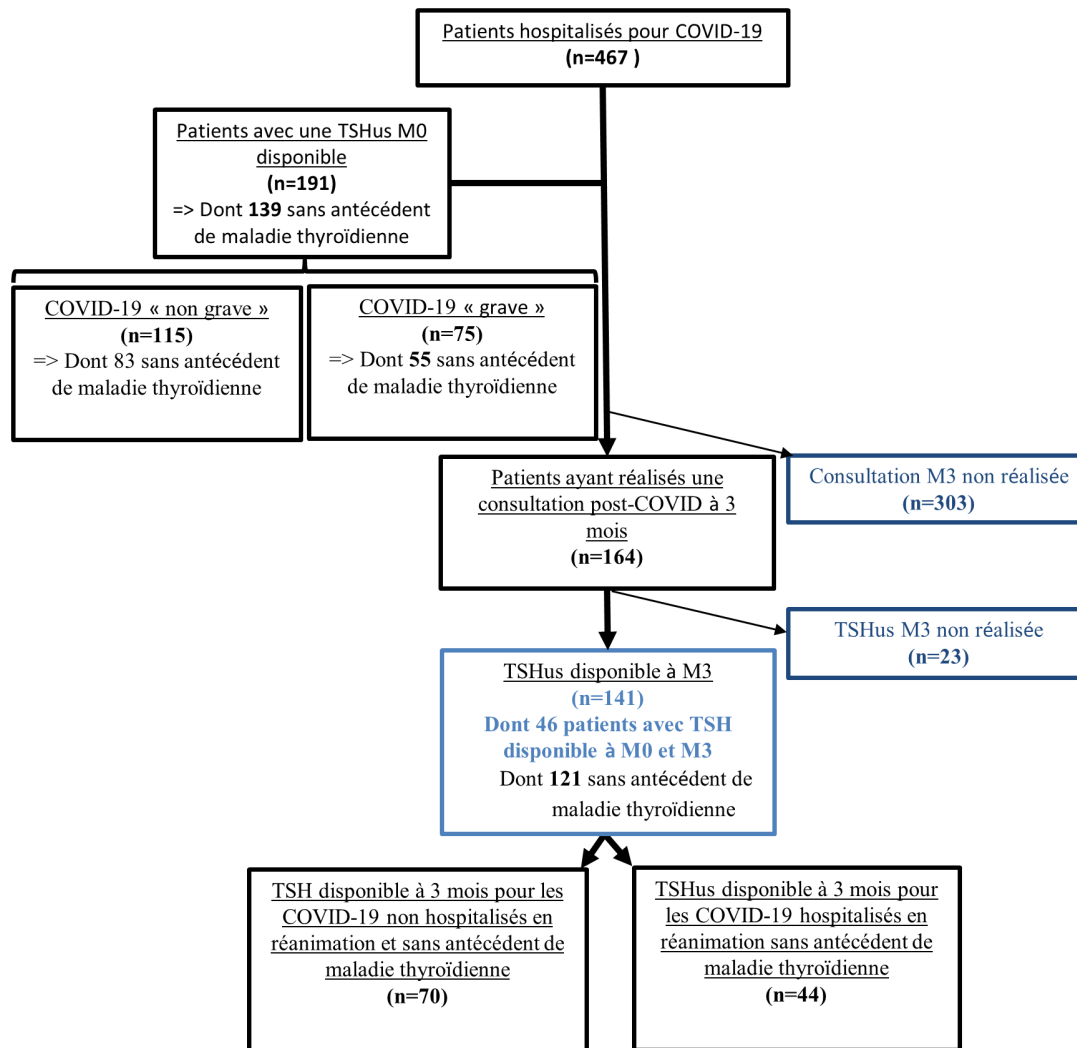 Patients hospitalisés pour COVID-19
(n=467 )
Patients avec une TSHus M0
disponible
(n=191)
=> Dont 139 sans antécédent
de maladie thyroïdienne
COVID-19 « non grave »
(n=115)
=> Dont 83 sans antécédent
de maladie thyroïdienne
COVID-19 « grave »
(n=75)
=> Dont 55 sans antécédent
de maladie thyroïdienne
Patients ayant réalisés une
consultation post-COVID à 3
mois
(n=164)
Consultation M3 non réalisée
(n=303)
TSHus M3 non réalisée
(n=23)
TSHus disponible à M3
(n=141)
Dont 46 patients avec TSH
disponible à M0 et M3
Dont 121 sans antécédent de
maladie thyroïdienne
TSH disponible à 3 mois pour les
COVID-19 non hospitalisés en
réanimation et sans antécédent de
maladie thyroïdienne
(n=70)
TSHus disponible à 3 mois pour
les COVID-19 hospitalisés en
réanimation sans antécédent de
maladie thyroïdienne
(n=44)